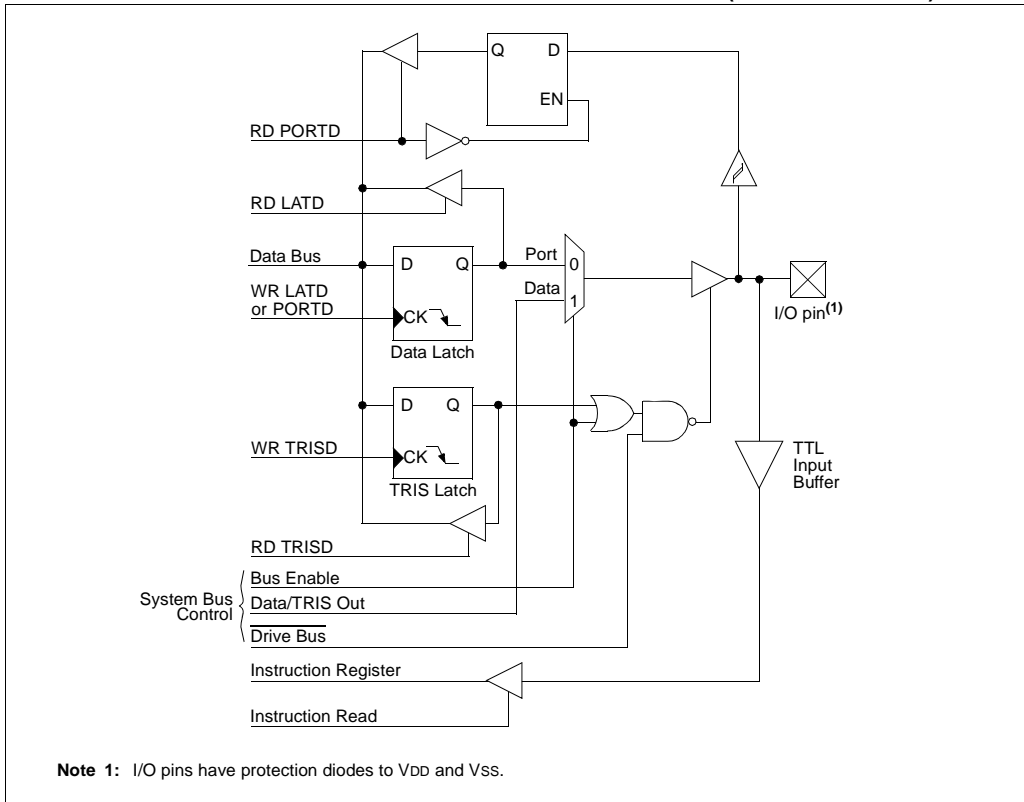 Q D
EN
RD PORTD
RD LATD
Data Bus
D Q
Port
0
Data
1
WR LATD
or PORTD
CK
Data Latch
I/O pin(1)
D Q
WR TRISD
CK
TRIS Latch
TTL
Input
Buffer
RD TRISD
System Bus
Control
Bus Enable
Data/TRIS Out
Drive Bus
Instruction Register
Instruction Read
Note 1: I/O pins have protection diodes to VDD and VSS.